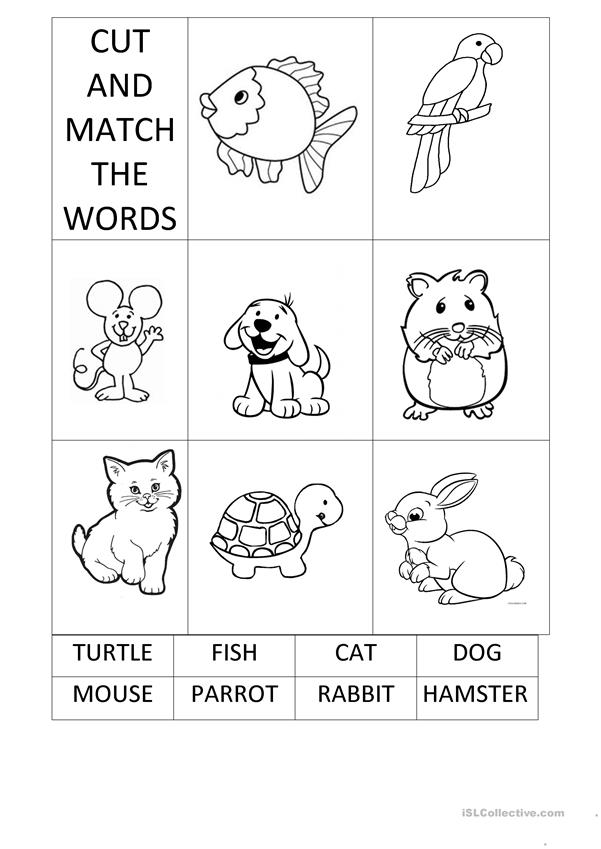 CUT
AND
MATCH
THE
WORDS
TURTLE FISH CAT DOG
MOUSE PARROT RABBIT HAMSTER
iSLCollective.com